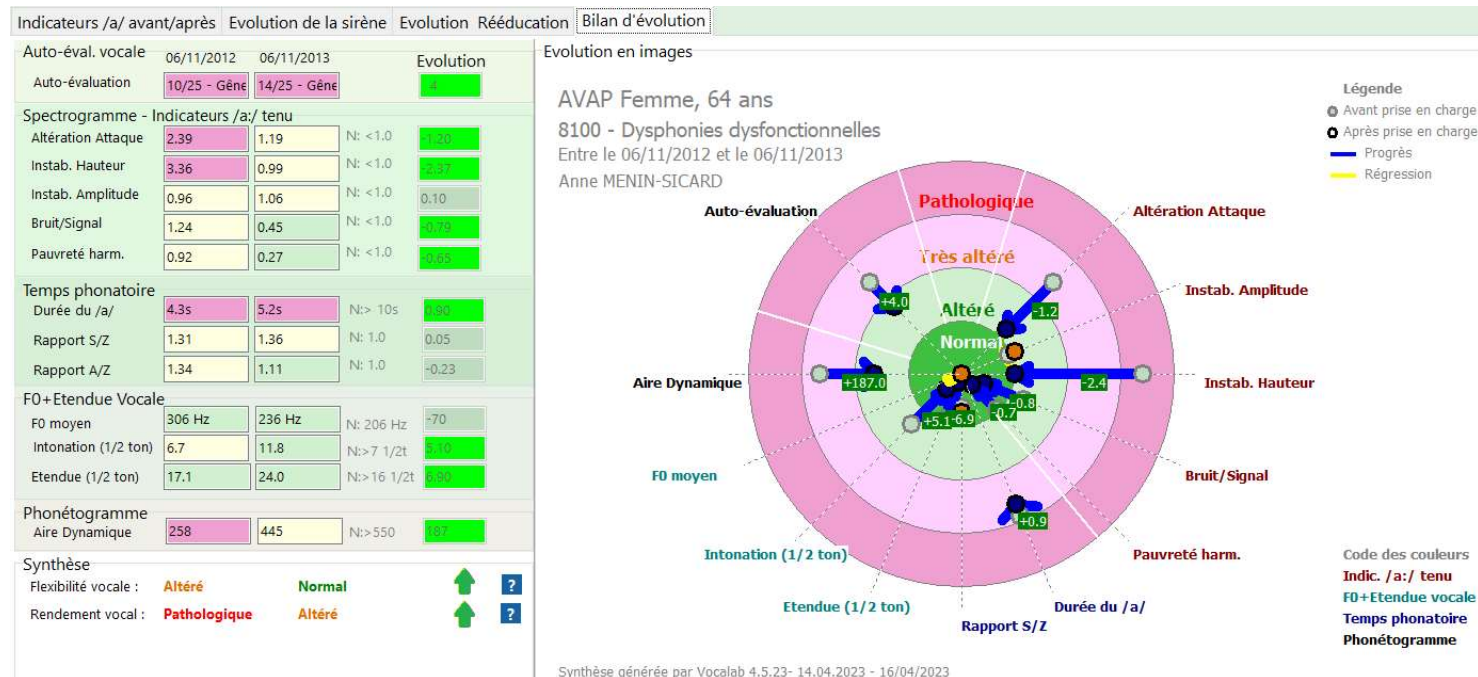 Indicateurs /a/ avant/après Evolution de la sirène Evolution Rééducation Bilan d'évolution
Auto-éval. vocale 06/11/2012 06/11/2013 Evolution
Auto-évaluation 10/25 - Gêne 14/25 - Gêne 4
Spectrogramme - Indicateurs /a:/ tenu
Altération Attaque 2.39 1.19 N: <1.0 -1.20
Instab. Hauteur 3.36 0.99 N: <1.0 -2.37
Instab. Amplitude 0.96 1.06 N: <1.0 0.10
Bruit/Signal 1.24 0.45 N: <1.0 -0.79
Pauvreté harm. 0.92 0.27 N: <1.0 -0.65
Temps phonatoire
Durée du /a/ 4.3s 5.2s N:> 10s 0.90
Rapport S/Z 1.31 1.36 N: 1.0 0.05
Rapport A/Z 1.34 1.11 N: 1.0 -0.23
F0+Etendue Vocale
F0 moyen 306 Hz 236 Hz N: 206 Hz -70
Intonation (1/2 ton) 6.7 11.8 N:>7 1/2t 5.10
Etendue (1/2 ton) 17.1 24.0 N:>16 1/2t 6.90
Phonétogramme
Aire Dynamique 258 445 N:>550 187
Synthèse
Flexibilité vocale : Altéré Normal ?
Rendement vocal : Pathologique Altéré ?
Evolution en images
AVAP Femme, 64 ans
8100 - Dysphonies dysfonctionnelles
Entre le 06/11/2012 et le 06/11/2013
Anne MENIN-SICARD
Légende
Avant prise en charge
Après prise en charge
Progrès
Régression
Pathologique
Très altéré
Altéré
Normal
Auto-évaluation
Altération Attaque
Instab. Amplitude
Instab. Hauteur
Bruit/Signal
Pauvreté harm.
Durée du /a/
Rapport S/Z
Etendue (1/2 ton)
Intonation (1/2 ton)
F0 moyen
Aire Dynamique
+4.0
-1.2
+187.0
-2.4
-0.8
-0.7
+5.1
-6.9
+0.9
Code des couleurs
Indic. /a:/ tenu
F0+Etendue vocale
Temps phonatoire
Phonétogramme
Synthèse générée par Vocalab 4.5.23- 14.04.2023 - 16/04/2023